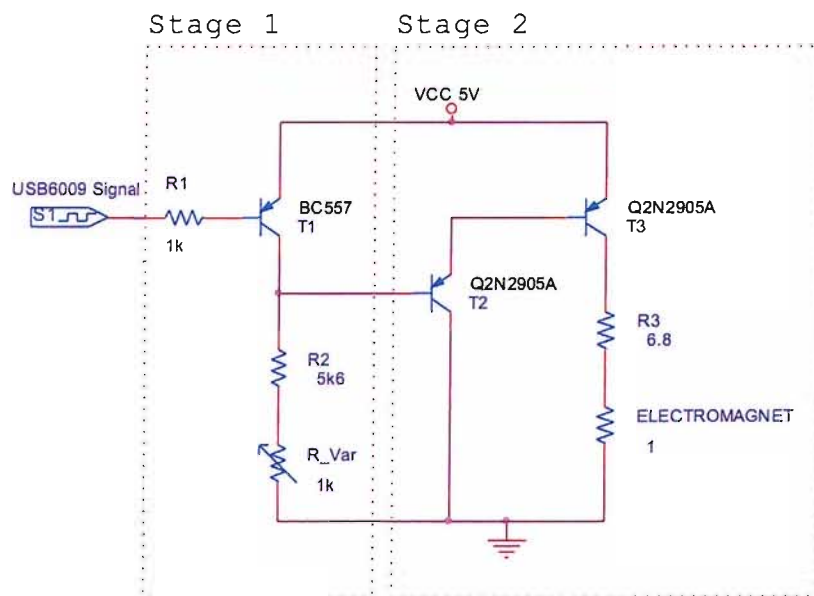 Stage 1
Stage 2
VCC 5V
USB6009 Signal
S1
R1
1k
BC557
T1
Q2N2905A
T3
Q2N2905A
T2
R2
5k6
R3
6.8
R_Var
1k
ELECTROMAGNET
1